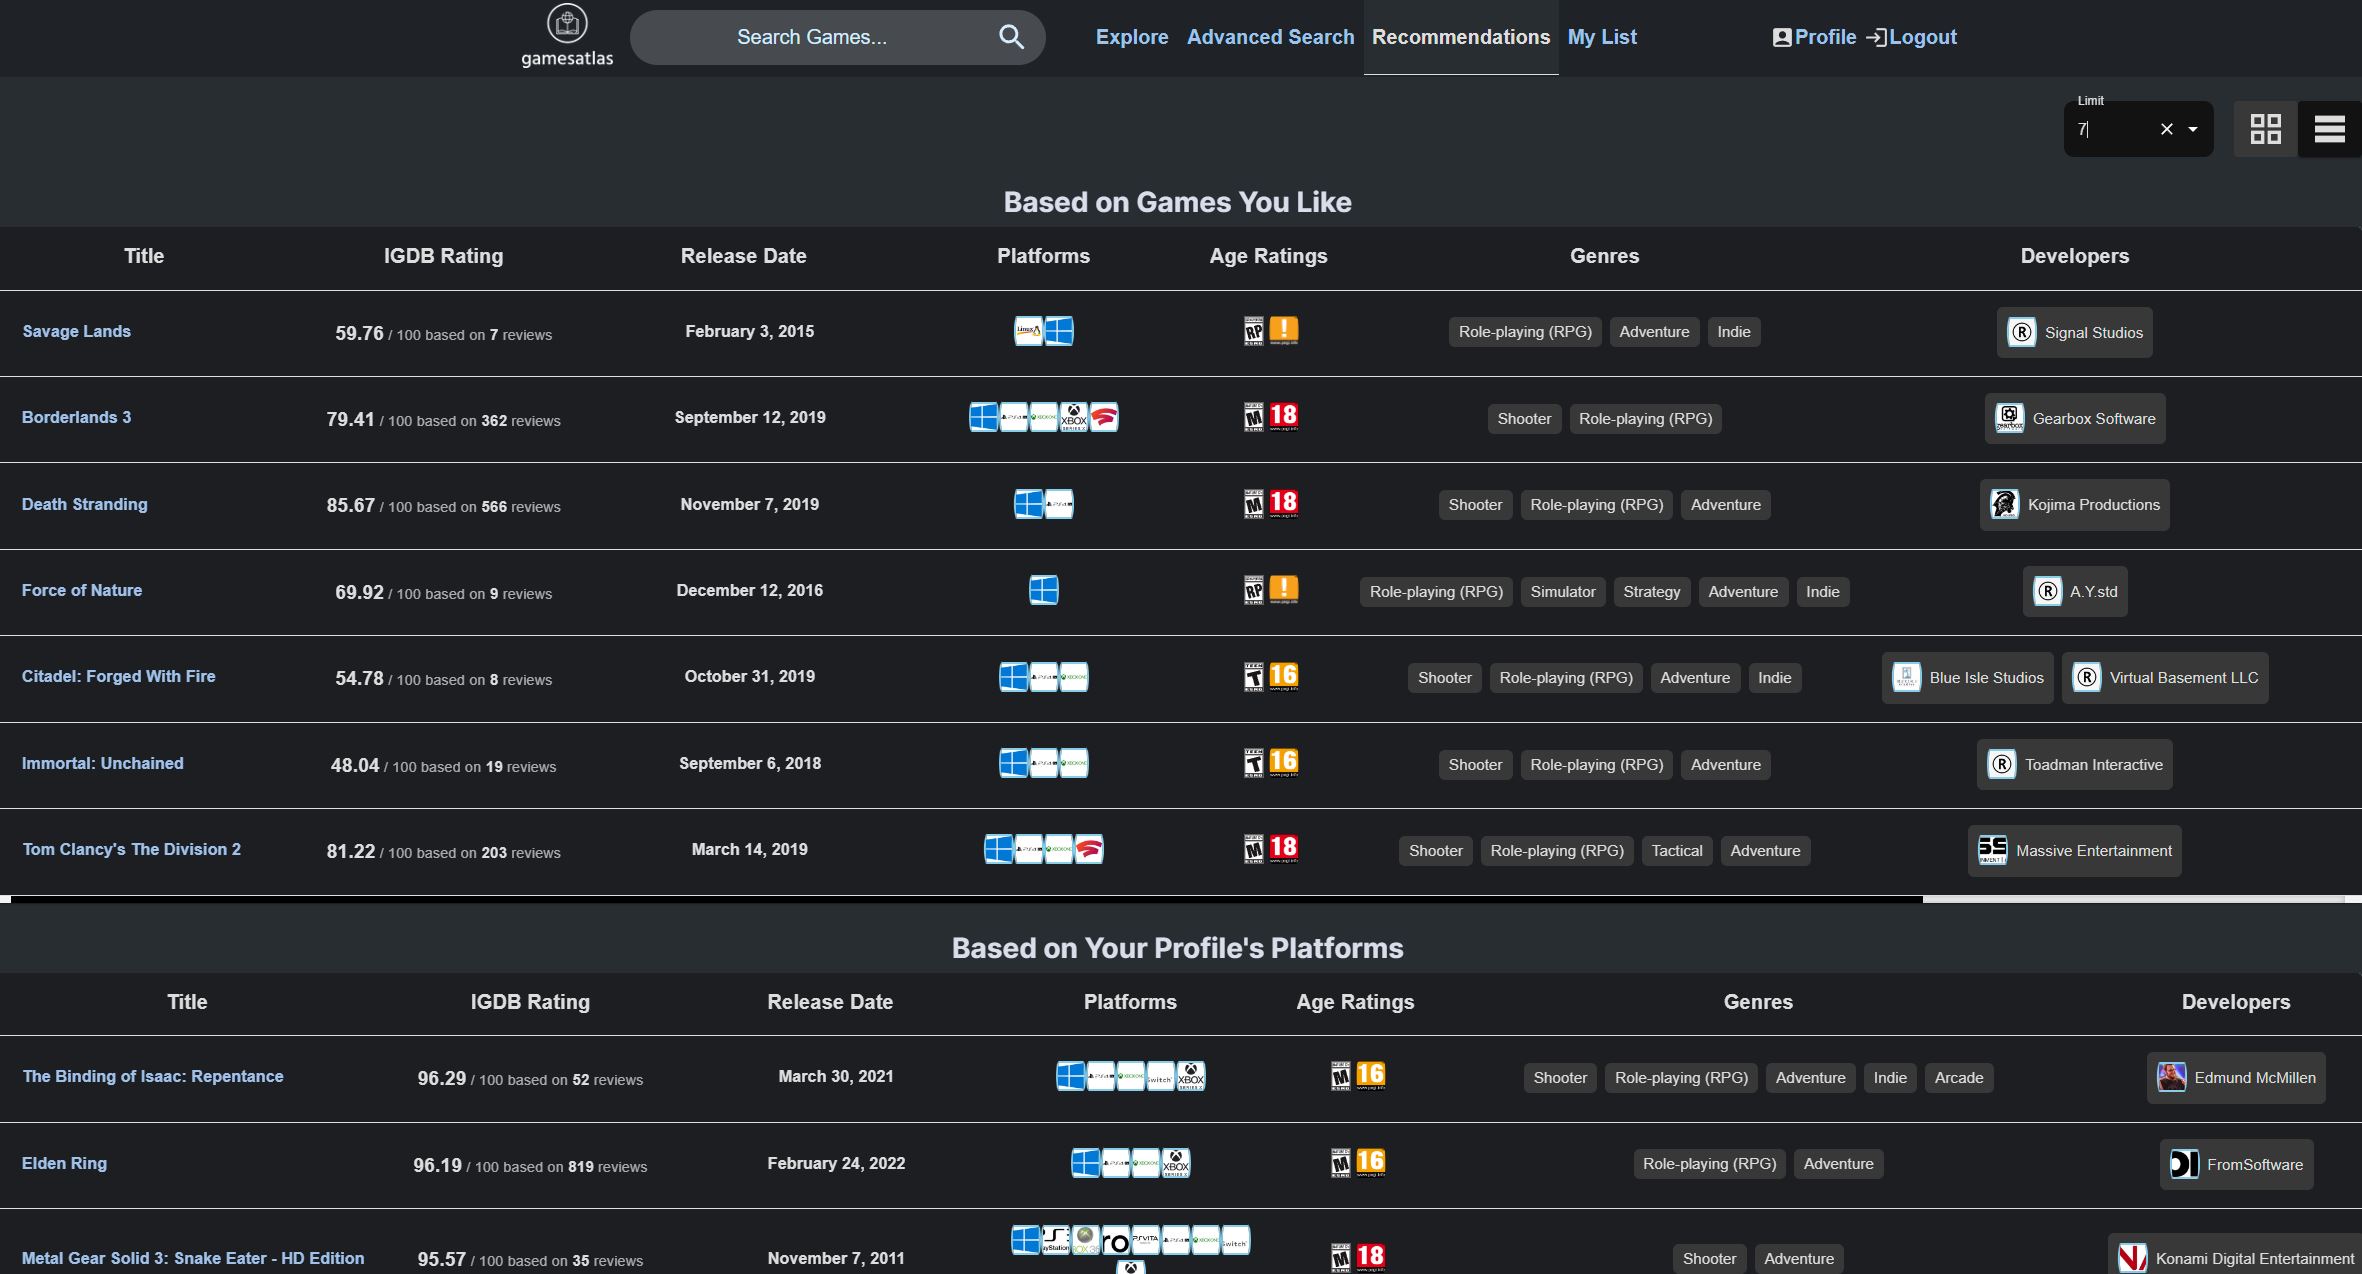 gamesatlas
Search Games...
Explore Advanced Search Recommendations My List Profile Logout
Limit
7
Based on Games You Like
Title IGDB Rating Release Date Platforms Age Ratings Genres Developers
Savage Lands 59.76 / 100 based on 7 reviews February 3, 2015 Linux RP ! Role-playing (RPG) Adventure Indie Signal Studios
Borderlands 3 79.41 / 100 based on 362 reviews September 12, 2019 XBOX M 18 Shooter Role-playing (RPG) Gearbox Software
Death Stranding 85.67 / 100 based on 566 reviews November 7, 2019 M 18 Shooter Role-playing (RPG) Adventure Kojima Productions
Force of Nature 69.92 / 100 based on 9 reviews December 12, 2016 RP ! Role-playing (RPG) Simulator Strategy Adventure Indie A.Y.std
Citadel: Forged With Fire 54.78 / 100 based on 8 reviews October 31, 2019 T 16 Shooter Role-playing (RPG) Adventure Indie Blue Isle Studios Virtual Basement LLC
Immortal: Unchained 48.04 / 100 based on 19 reviews September 6, 2018 T 16 Shooter Role-playing (RPG) Adventure Toadman Interactive
Tom Clancy's The Division 2 81.22 / 100 based on 203 reviews March 14, 2019 M 18 Shooter Role-playing (RPG) Tactical Adventure Massive Entertainment
Based on Your Profile's Platforms
Title IGDB Rating Release Date Platforms Age Ratings Genres Developers
The Binding of Isaac: Repentance 96.29 / 100 based on 52 reviews March 30, 2021 XBOX M 16 Shooter Role-playing (RPG) Adventure Indie Arcade Edmund McMillen
Elden Ring 96.19 / 100 based on 819 reviews February 24, 2022 XBOX M 16 Role-playing (RPG) Adventure FromSoftware
Metal Gear Solid 3: Snake Eater - HD Edition 95.57 / 100 based on 35 reviews November 7, 2011 M 18 Shooter Adventure Konami Digital Entertainment